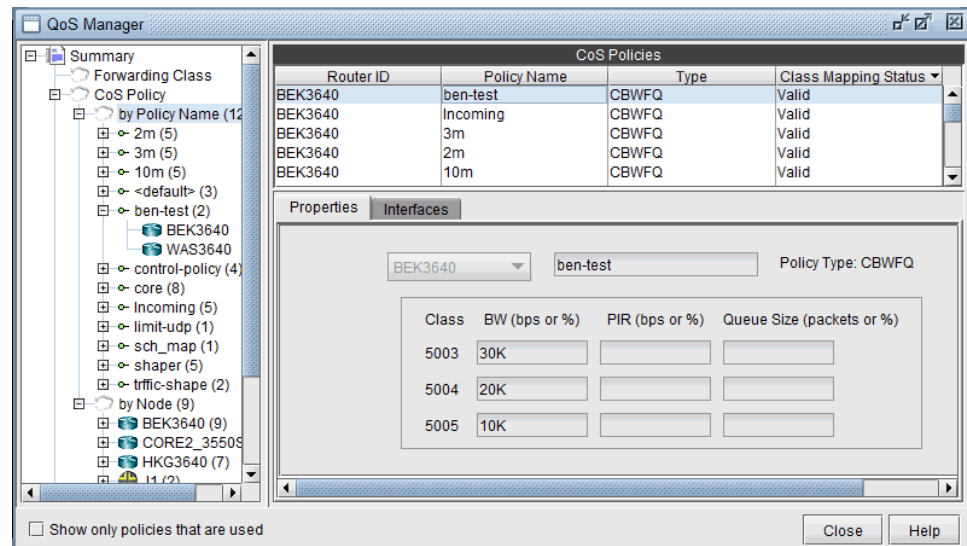 QoS Manager
Summary
Forwarding Class
CoS Policy
by Policy Name (12
2m (5)
3m (5)
10m (5)
<default> (3)
ben-test (2)
BEK3640
WAS3640
control-policy (4)
core (8)
Incoming (5)
limit-udp (1)
sch_map (1)
shaper (5)
trffic-shape (2)
by Node (9)
BEK3640 (9)
CORE2_3550S
HKG3640 (7)
J1 (2)
CoS Policies
Router ID Policy Name Type Class Mapping Status
BEK3640 ben-test CBWFQ Valid
BEK3640 Incoming CBWFQ Valid
BEK3640 3m CBWFQ Valid
BEK3640 2m CBWFQ Valid
BEK3640 10m CBWFQ Valid
Properties Interfaces
BEK3640 ben-test Policy Type: CBWFQ
Class BW (bps or %) PIR (bps or %) Queue Size (packets or %)
5003 30K
5004 20K
5005 10K
Show only policies that are used
Close Help